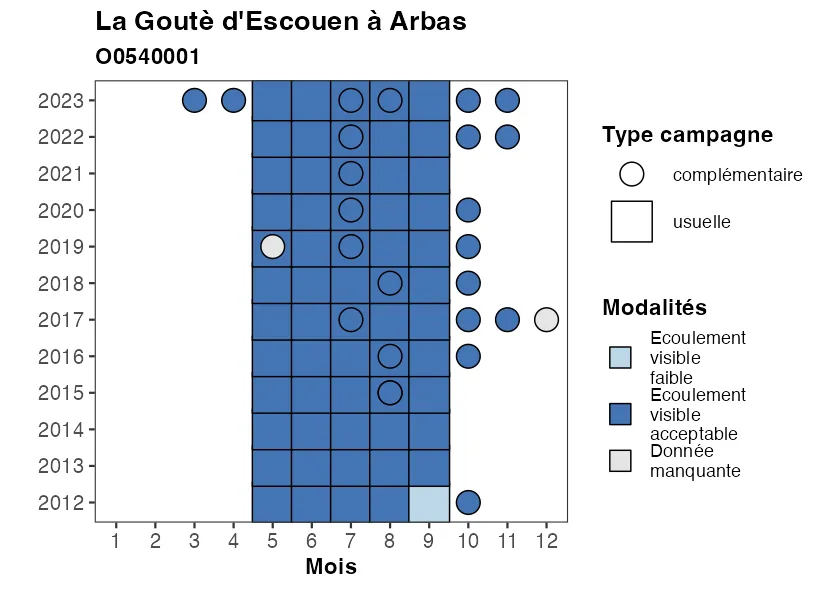 La Goutè d'Escouen à Arbas
O0540001
2023
2022
2021
2020
2019
2018
2017
2016
2015
2014
2013
2012
1 2 3 4 5 6 7 8 9 10 11 12
Mois
Type campagne
complémentaire
usuelle
Modalités
Ecoulement
visible
faible
Ecoulement
visible
acceptable
Donnée
manquante